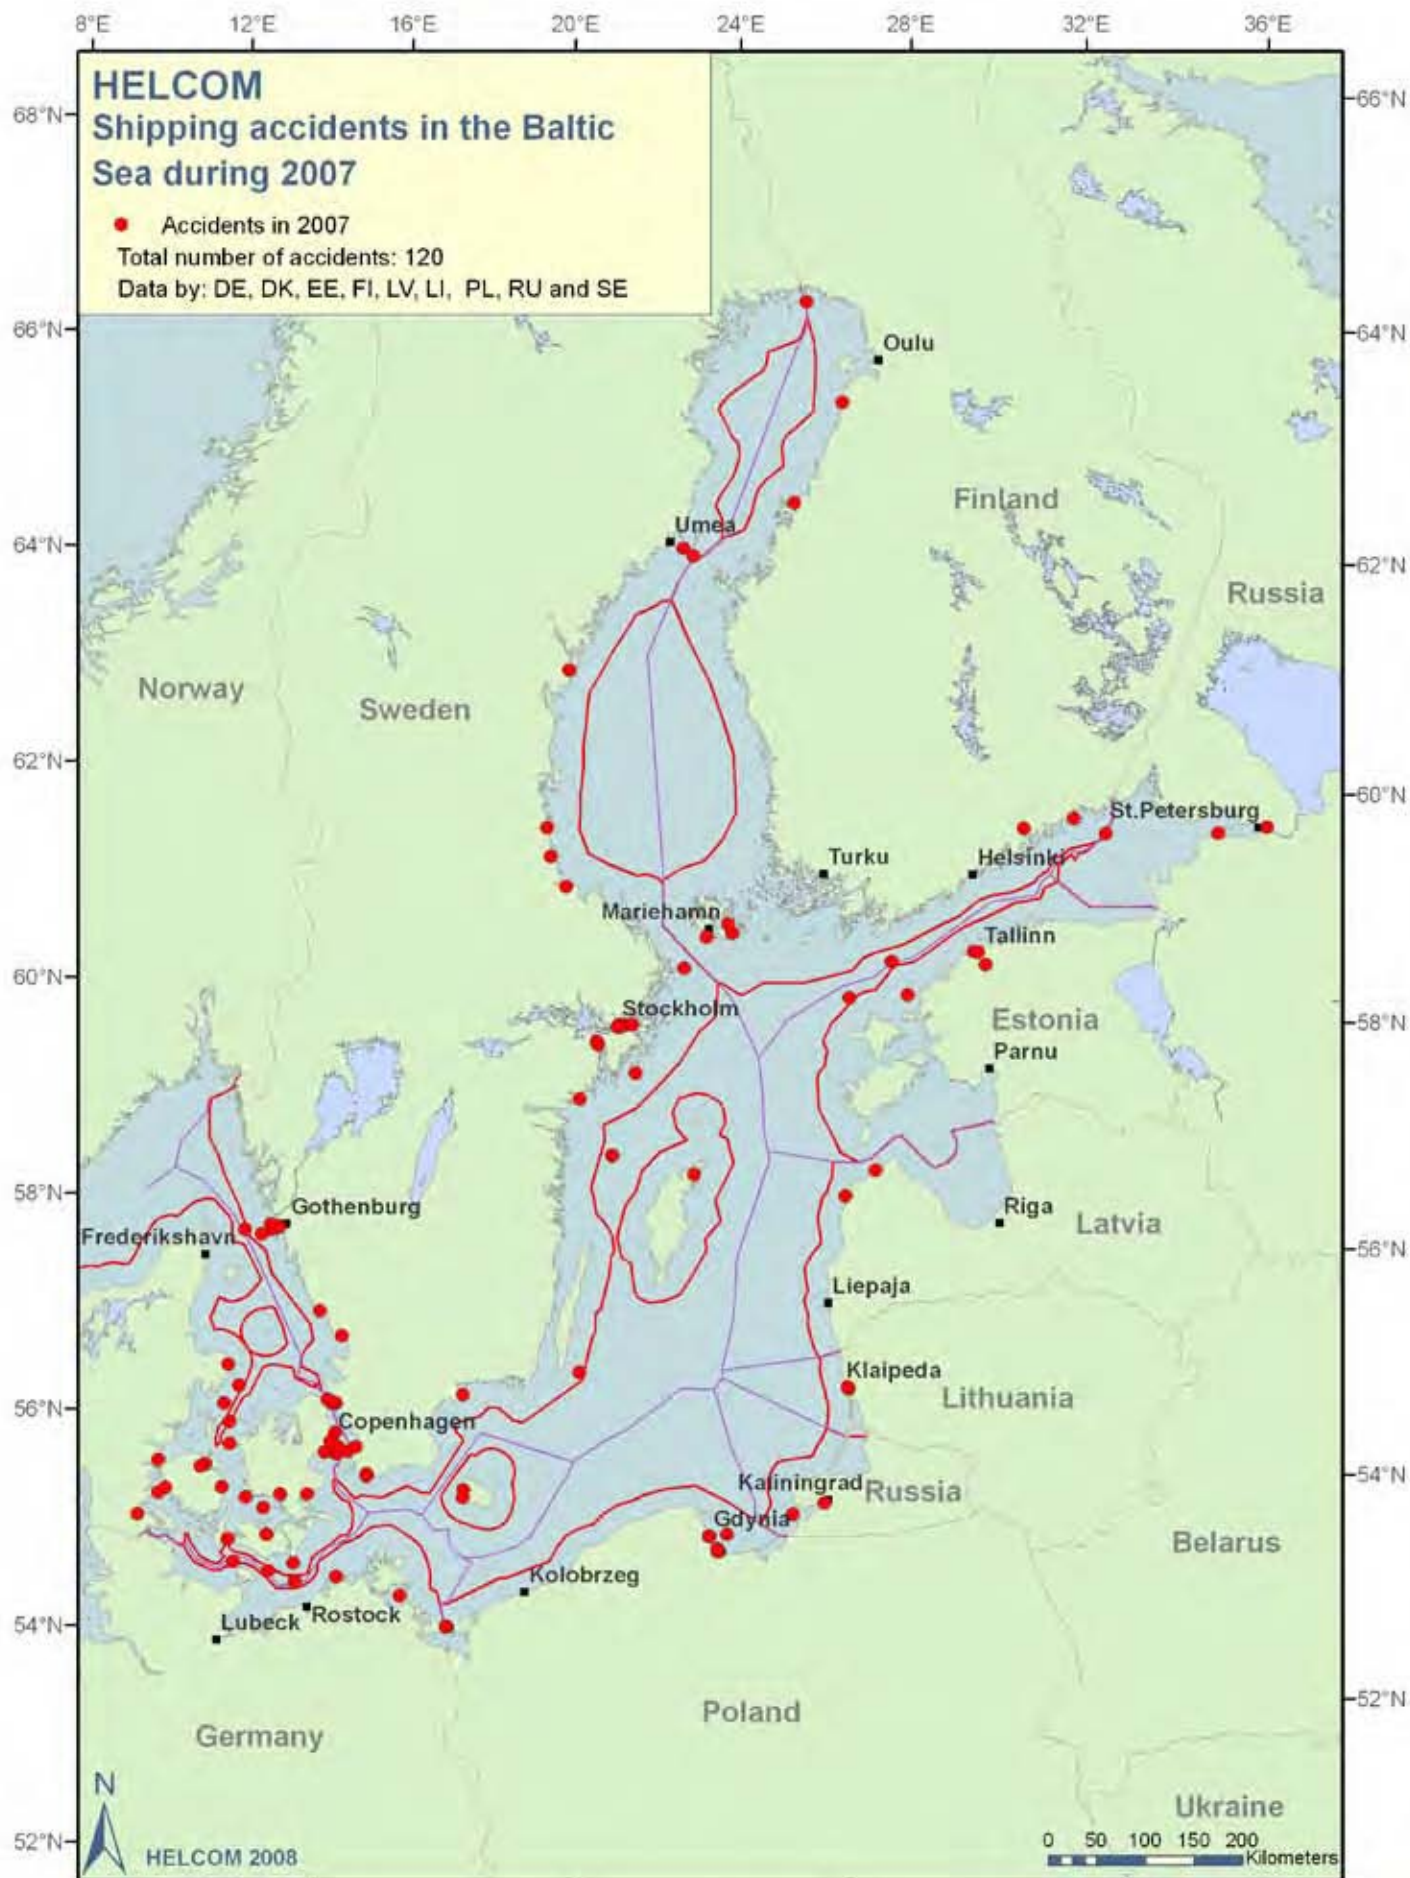 8°E 12°E 16°E 20°E 24°E 28°E 32°E 36°E
HELCOM
Shipping accidents in the Baltic
Sea during 2007
Accidents in 2007
Total number of accidents: 120
Data by: DE, DK, EE, FI, LV, LI, PL, RU and SE
68°N
66°N
66°N
64°N
Oulu
Finland
Umea
64°N
62°N
Russia
Norway
Sweden
62°N
60°N
St.Petersburg
Turku
Helsinki
Mariehamn
Tallinn
60°N
Stockholm
Estonia
58°N
Parnu
58°N
Gothenburg
Riga
Latvia
Frederikshavn
56°N
Liepaja
Klaipeda
Lithuania
56°N
Copenhagen
54°N
Kaliningrad
Russia
Gdynia
Belarus
Kolobrzeg
Rostock
54°N
Lubeck
52°N
Poland
Germany
N
Ukraine
52°N
0 50 100 150 200
Kilometers
HELCOM 2008